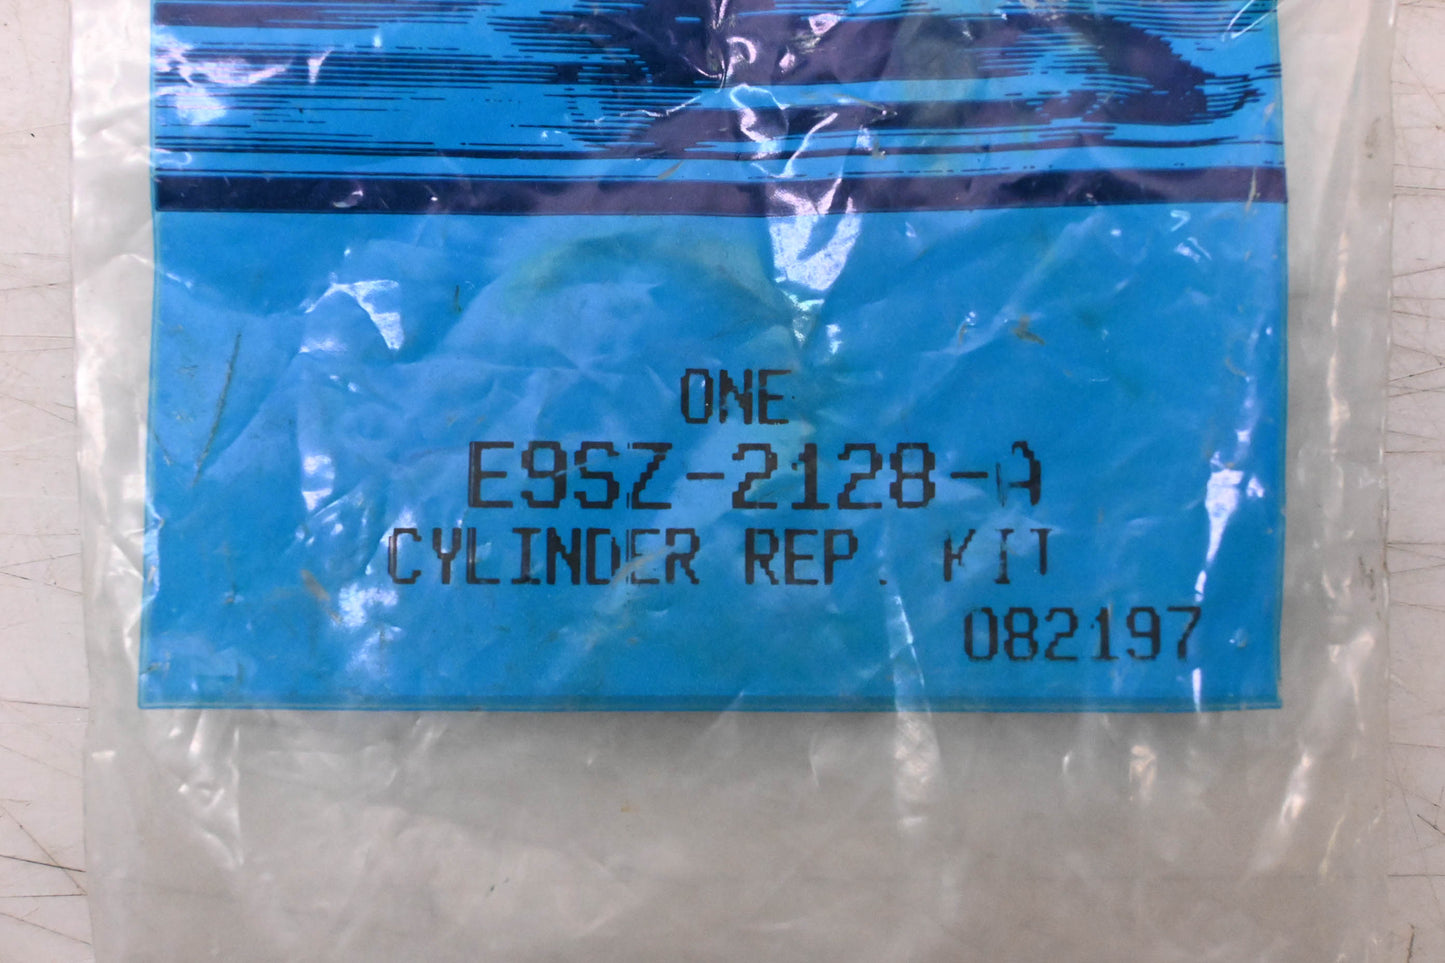 ONE
E9SZ-2128-A
CYLINDER REP. KIT
082197